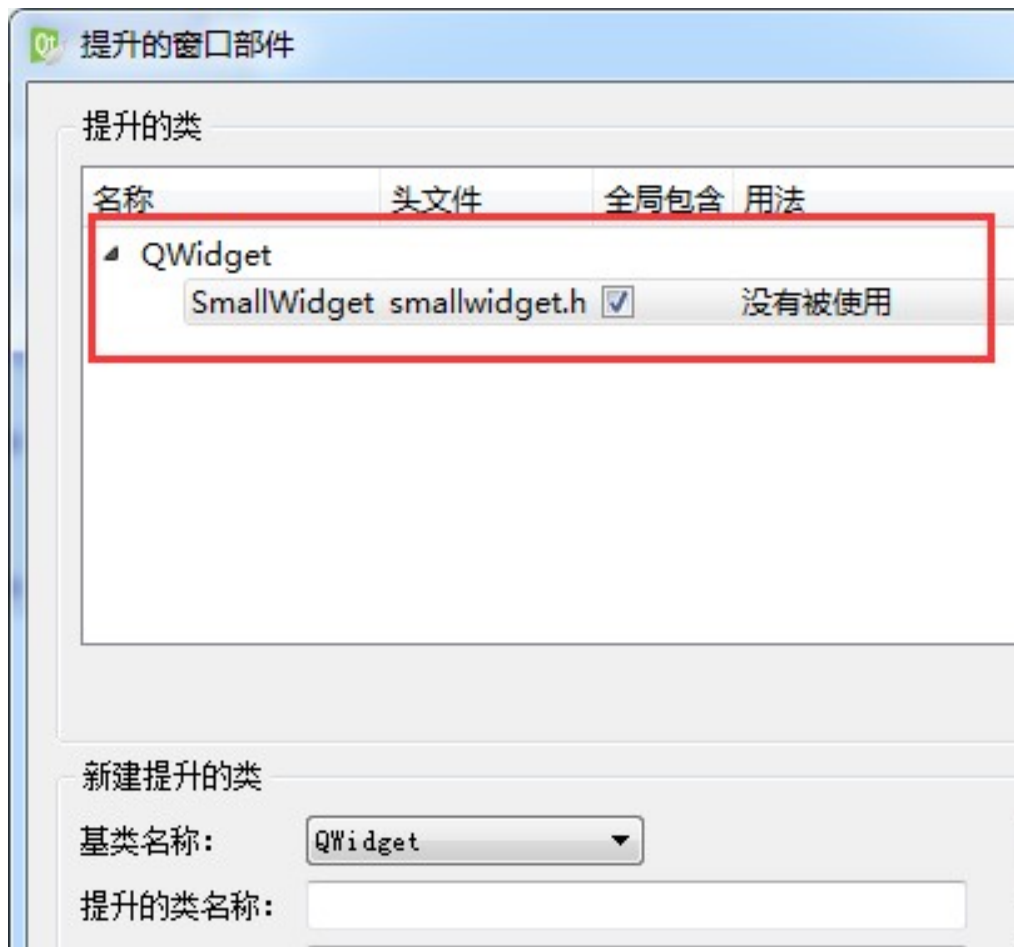 Qt 提升的窗口部件
提升的类
名称 头文件 全局包含 用法
QWidget
SmallWidget smallwidget.h 没有被使用
新建提升的类
基类名称: QWidget
提升的类名称: